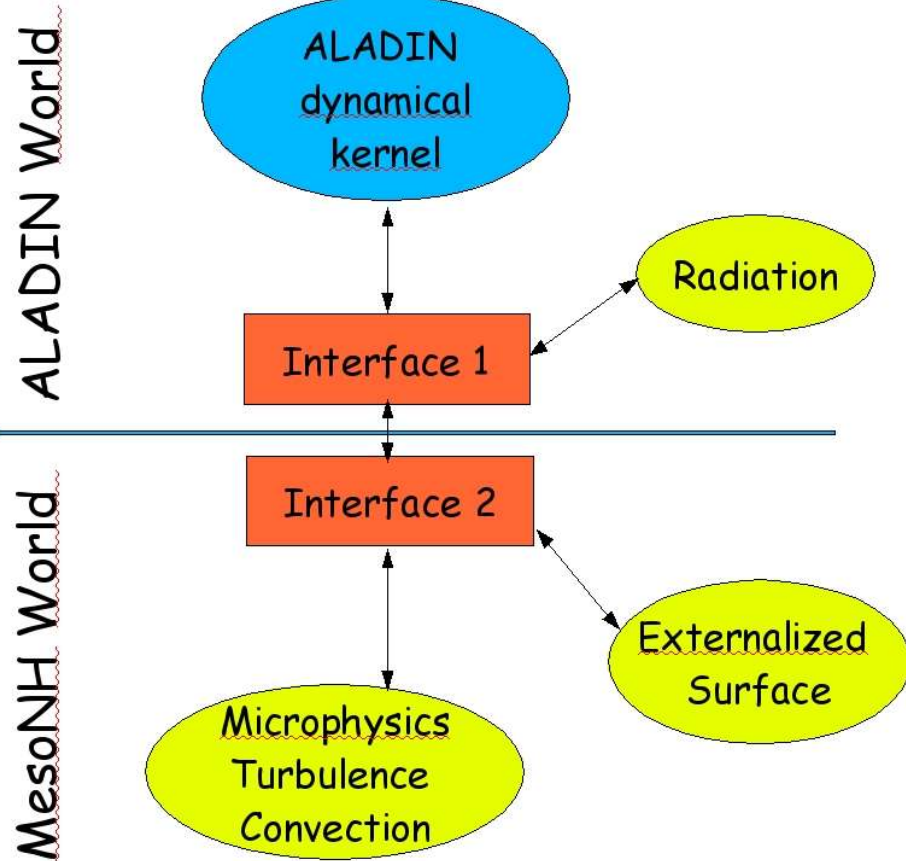 ALADIN World
ALADIN
dynamical
kernel
Radiation
Interface 1
MesoNH World
Interface 2
Externalized
Surface
Microphysics
Turbulence
Convection